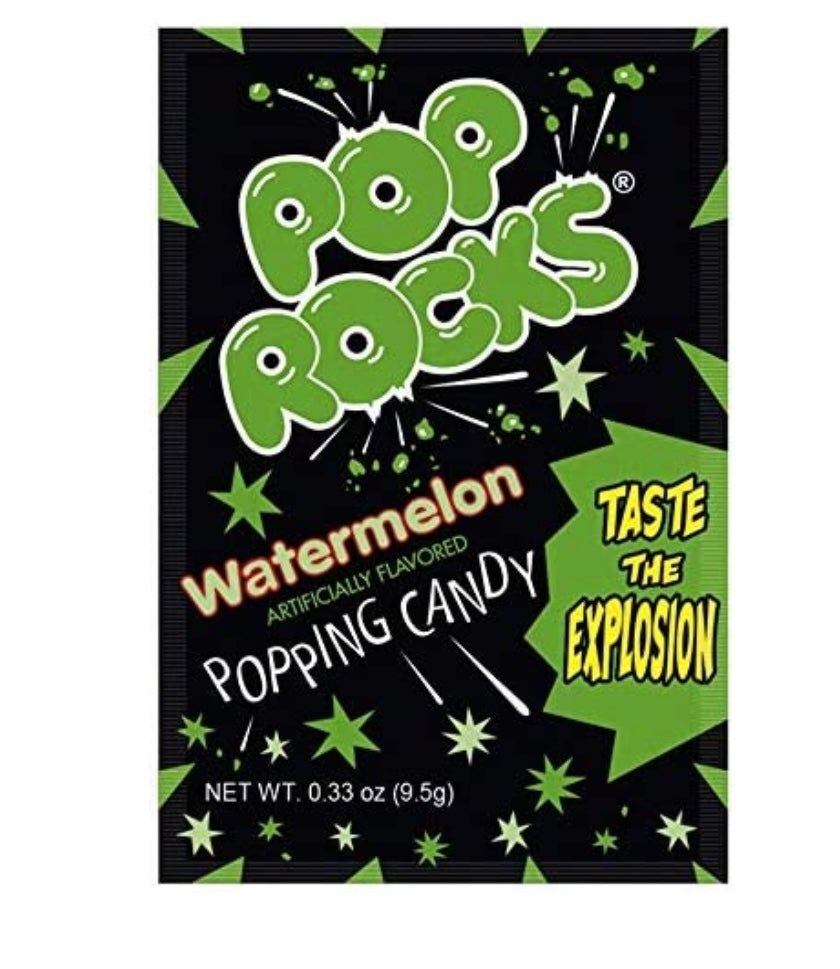 POP
ROCKS®
Watermelon
ARTIFICIALLY FLAVORED
POPPING CANDY
TASTE
THE
EXPLOSION
NET WT. 0.33 oz (9.5g)